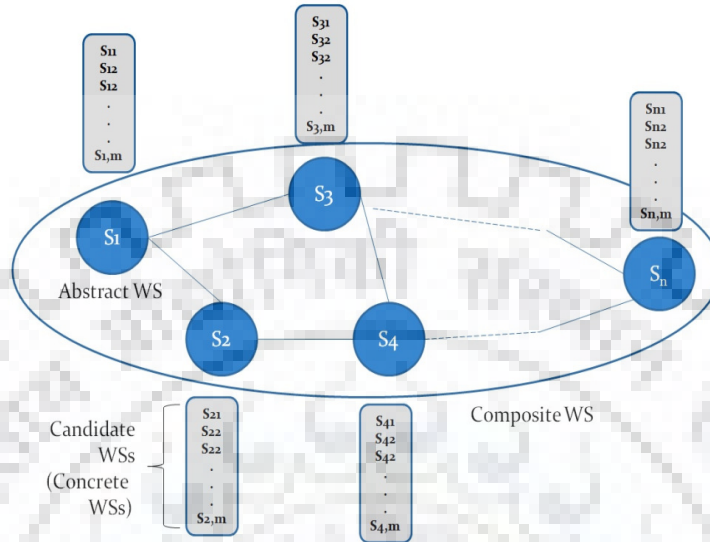 S31
S32
S32
.
.
.
S3,m
S11
S12
S12
.
.
.
S1,m
Sn1
Sn2
Sn2
.
.
.
Sn,m
S3
S1
Sn
Abstract WS
S2
S4
Composite WS
Candidate
WSs
(Concrete
WSs)
S21
S22
S22
.
.
.
S2,m
S41
S42
S42
.
.
.
S4,m